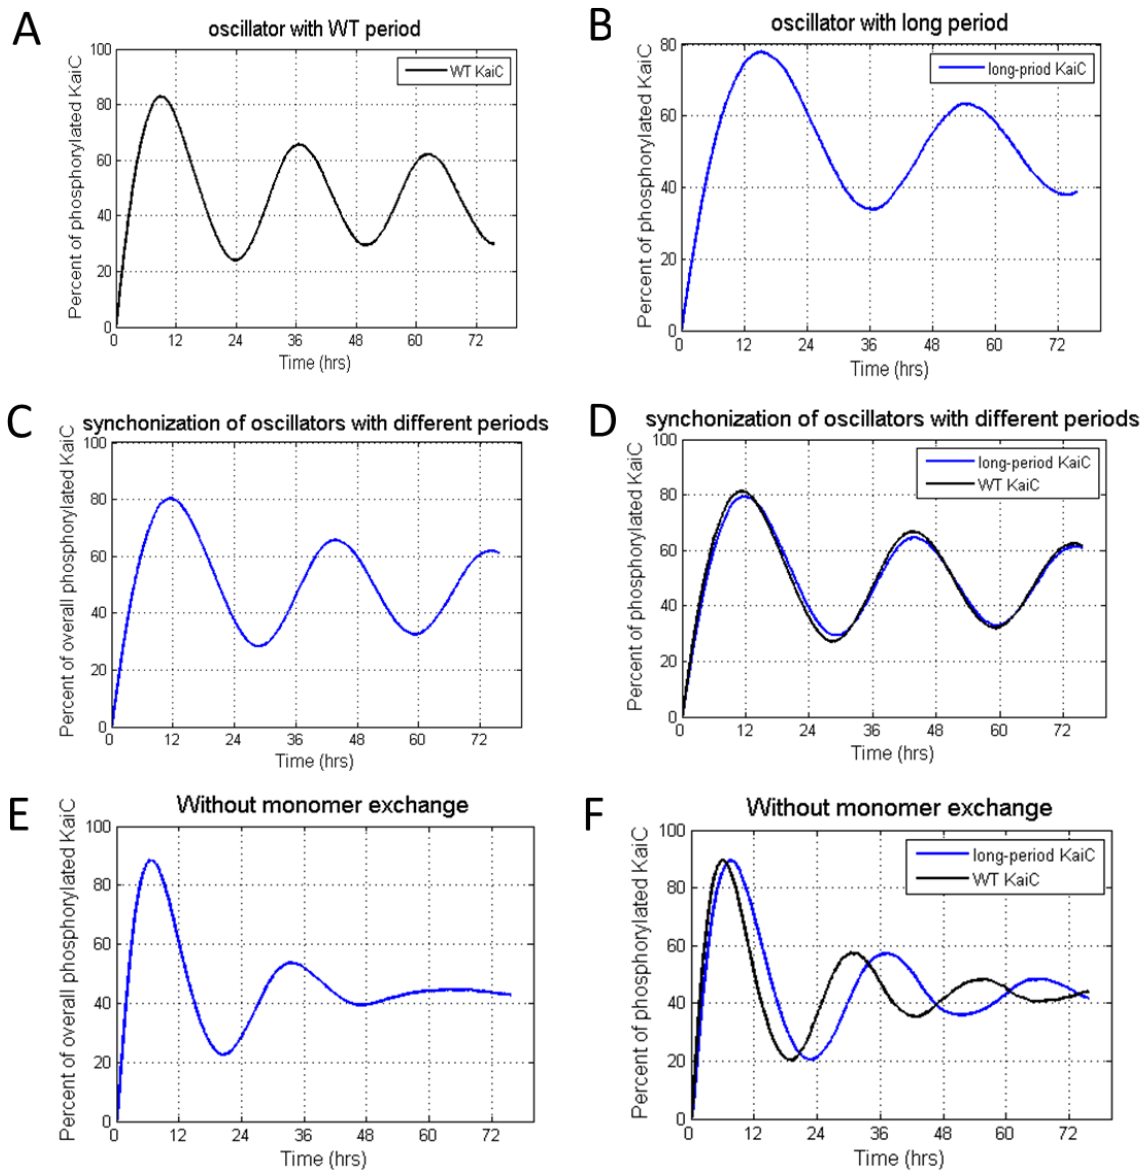 A
oscillator with WT period
WT KaiC
Percent of phosphorylated KaiC
100
80
60
40
20
0
0 12 24 36 48 60 72
Time (hrs)
B
oscillator with long period
long-priod KaiC
Percent of phosphorylated KaiC
80
60
40
20
0
0 12 24 36 48 60 72
Time (hrs)
C
synchonization of oscillators with different periods
Percent of overall phosphorylated KaiC
100
80
60
40
20
0
0 12 24 36 48 60 72
Time (hrs)
D
synchonization of oscillators with different periods
long-period KaiC
WT KaiC
Percent of phosphorylated KaiC
100
80
60
40
20
0
0 12 24 36 48 60 72
Time (hrs)
E
Without monomer exchange
Percent of overall phosphorylated KaiC
100
80
60
40
20
0
0 12 24 36 48 60 72
Time (hrs)
F
Without monomer exchange
long-period KaiC
WT KaiC
Percent of phosphorylated KaiC
100
80
60
40
20
0
0 12 24 36 48 60 72
Time (hrs)